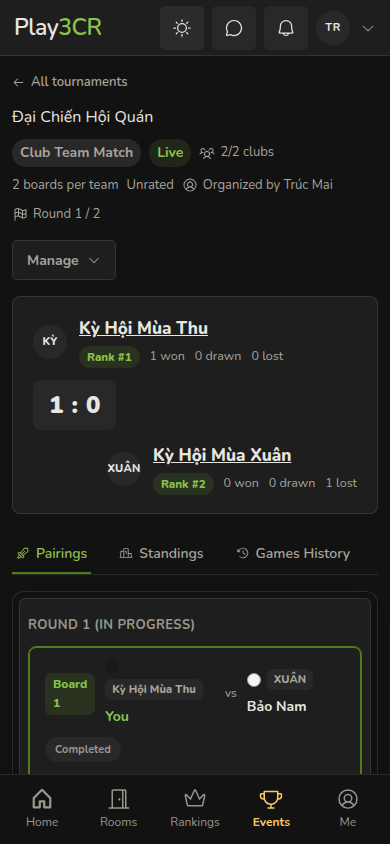 Play3CR
TR
All tournaments
Đại Chiến Hội Quán
Club Team Match
Live
2/2 clubs
2 boards per team Unrated Organized by Trúc Mai
Round 1 / 2
Manage
KỲ
Kỳ Hội Mùa Thu
Rank #1 1 won 0 drawn 0 lost
1 : 0
XUÂN
Kỳ Hội Mùa Xuân
Rank #2 0 won 0 drawn 1 lost
Pairings Standings Games History
ROUND 1 (IN PROGRESS)
Board 1
Kỳ Hội Mùa Thu
You
vs
XUÂN
Bảo Nam
Completed
Home Rooms Rankings Events Me